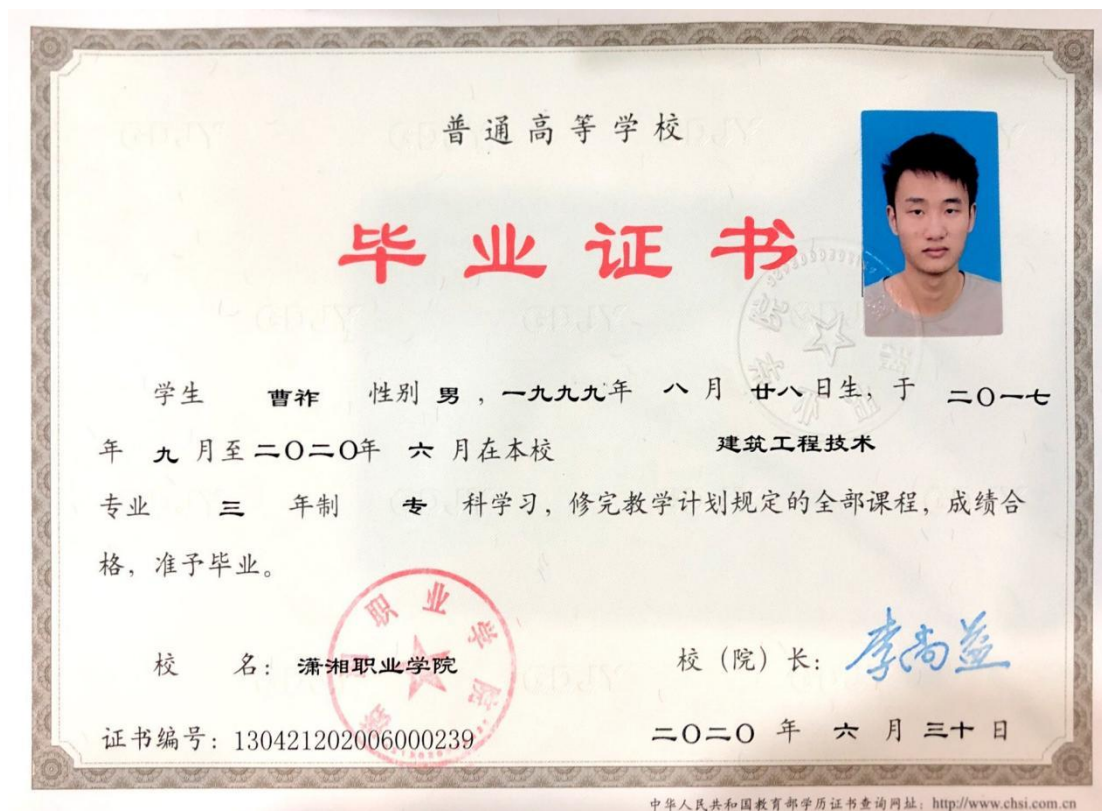 普通高等学校
毕业证书
学生 曹祚 性别 男，一九九九年 八 月 廿八 日生，于 二〇一七
年 九 月至 二〇二〇年 六 月在本校 建筑工程技术
专业 三 年制 专 科学习，修完教学计划规定的全部课程，成绩合
格，准予毕业。
职业学院
校 名：潇湘职业学院 校（院）长：李尚益
证书编号：130421202006000239 二〇二〇 年 六 月 三十 日
中华人民共和国教育部学历证书查询网址：http://www.chsi.com.cn